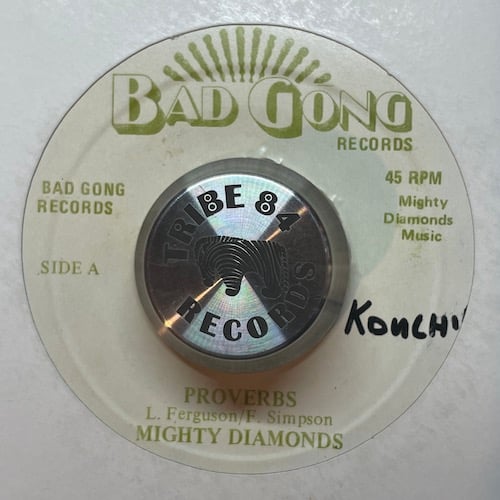 BAD GONG
RECORDS
BAD GONG
RECORDS
SIDE A
45 RPM
Mighty
Diamonds
Music
TRIBE 84
RECORDS
PROVERBS
L. Ferguson/F. Simpson
MIGHTY DIAMONDS